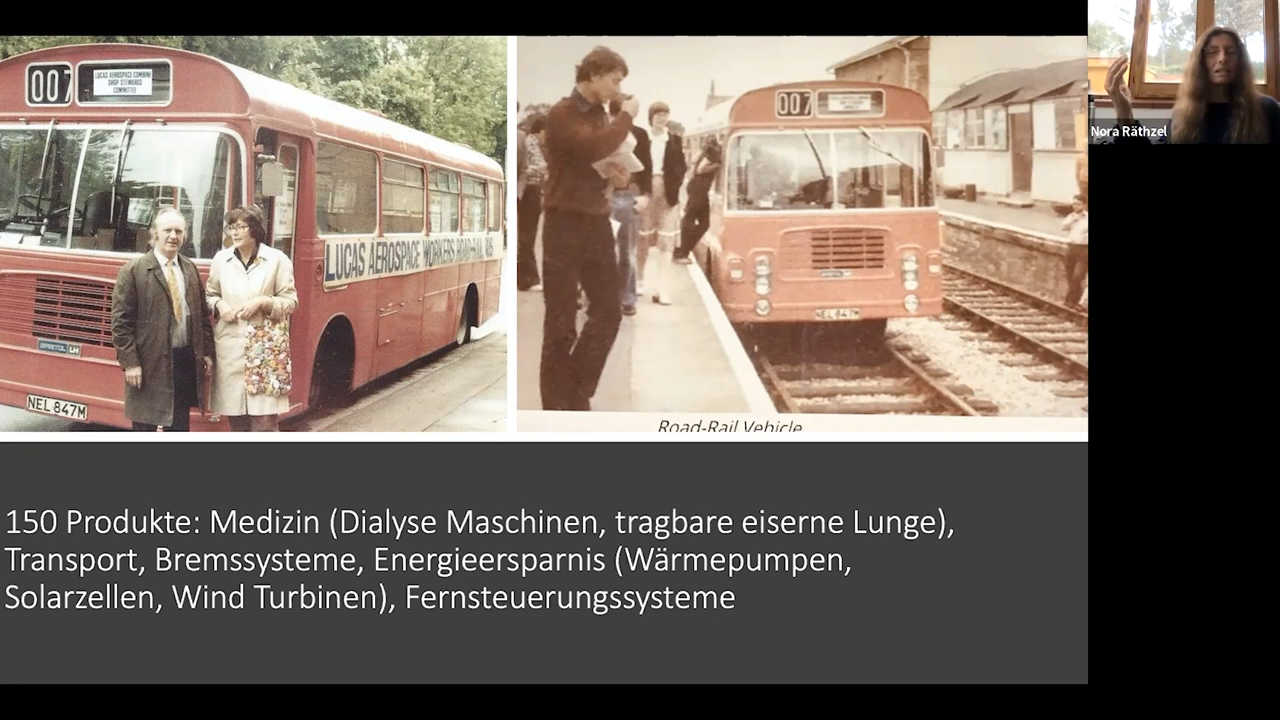 007
LUCAS AEROSPACE COMBINE
SHOP STEWARDS
COMMITTEE
LUCAS AEROSPACE WORKERS ROAD-RAIL BUS
BRISTOL LH
NEL 847M
007
NEL 847M
Road-Rail Vehicle
Nora Räthzel
150 Produkte: Medizin (Dialyse Maschinen, tragbare eiserne Lunge),
Transport, Bremssysteme, Energieersparnis (Wärmepumpen,
Solarzellen, Wind Turbinen), Fernsteuerungssysteme